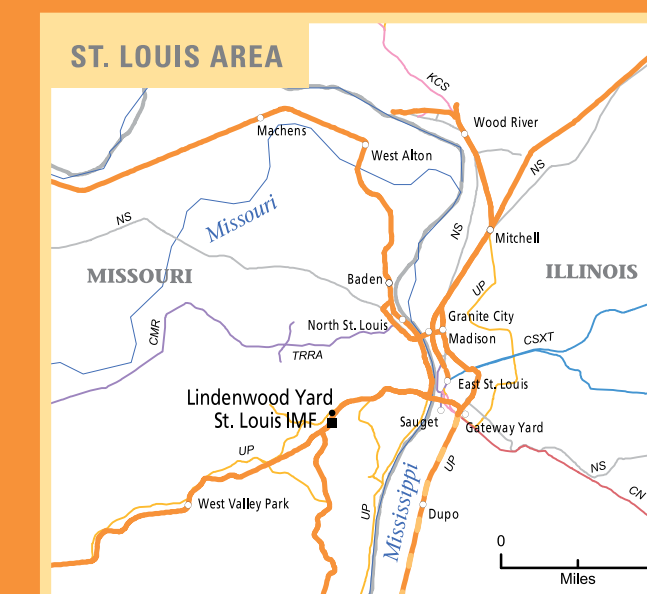 ST. LOUIS AREA
KCS
Machens
Wood River
West Alton
NS
Missouri
NS
NS
Mitchell
MISSOURI
ILLINOIS
Baden
UP
North St. Louis
Granite City
CMR
Madison
CSXT
TRRA
Lindenwood Yard
St. Louis IMF
East St. Louis
Sauget
Gateway Yard
UP
UP
NS
CN
West Valley Park
UP
Mississippi
Dupo
0
Miles